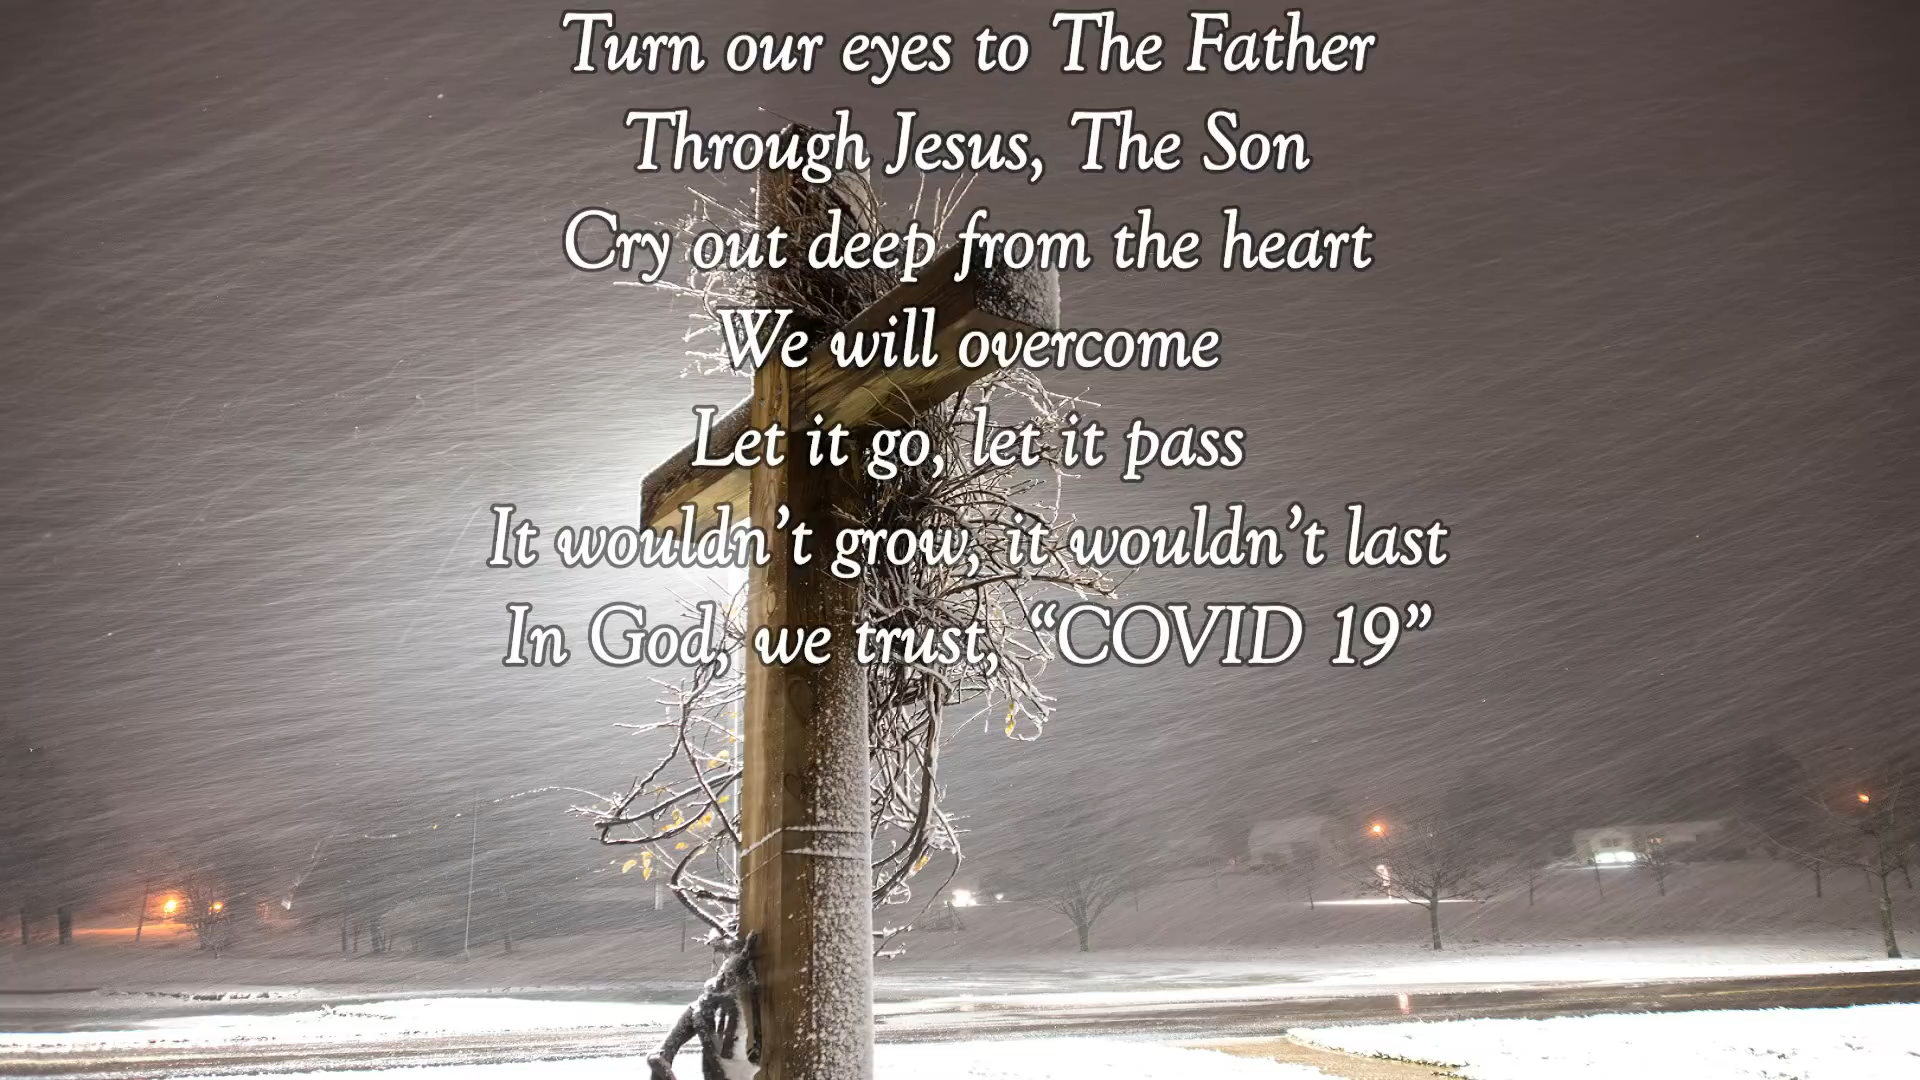 Turn our eyes to The Father
Through Jesus, The Son
Cry out deep from the heart
We will overcome
Let it go, let it pass
It wouldn’t grow, it wouldn’t last
In God, we trust, “COVID 19”